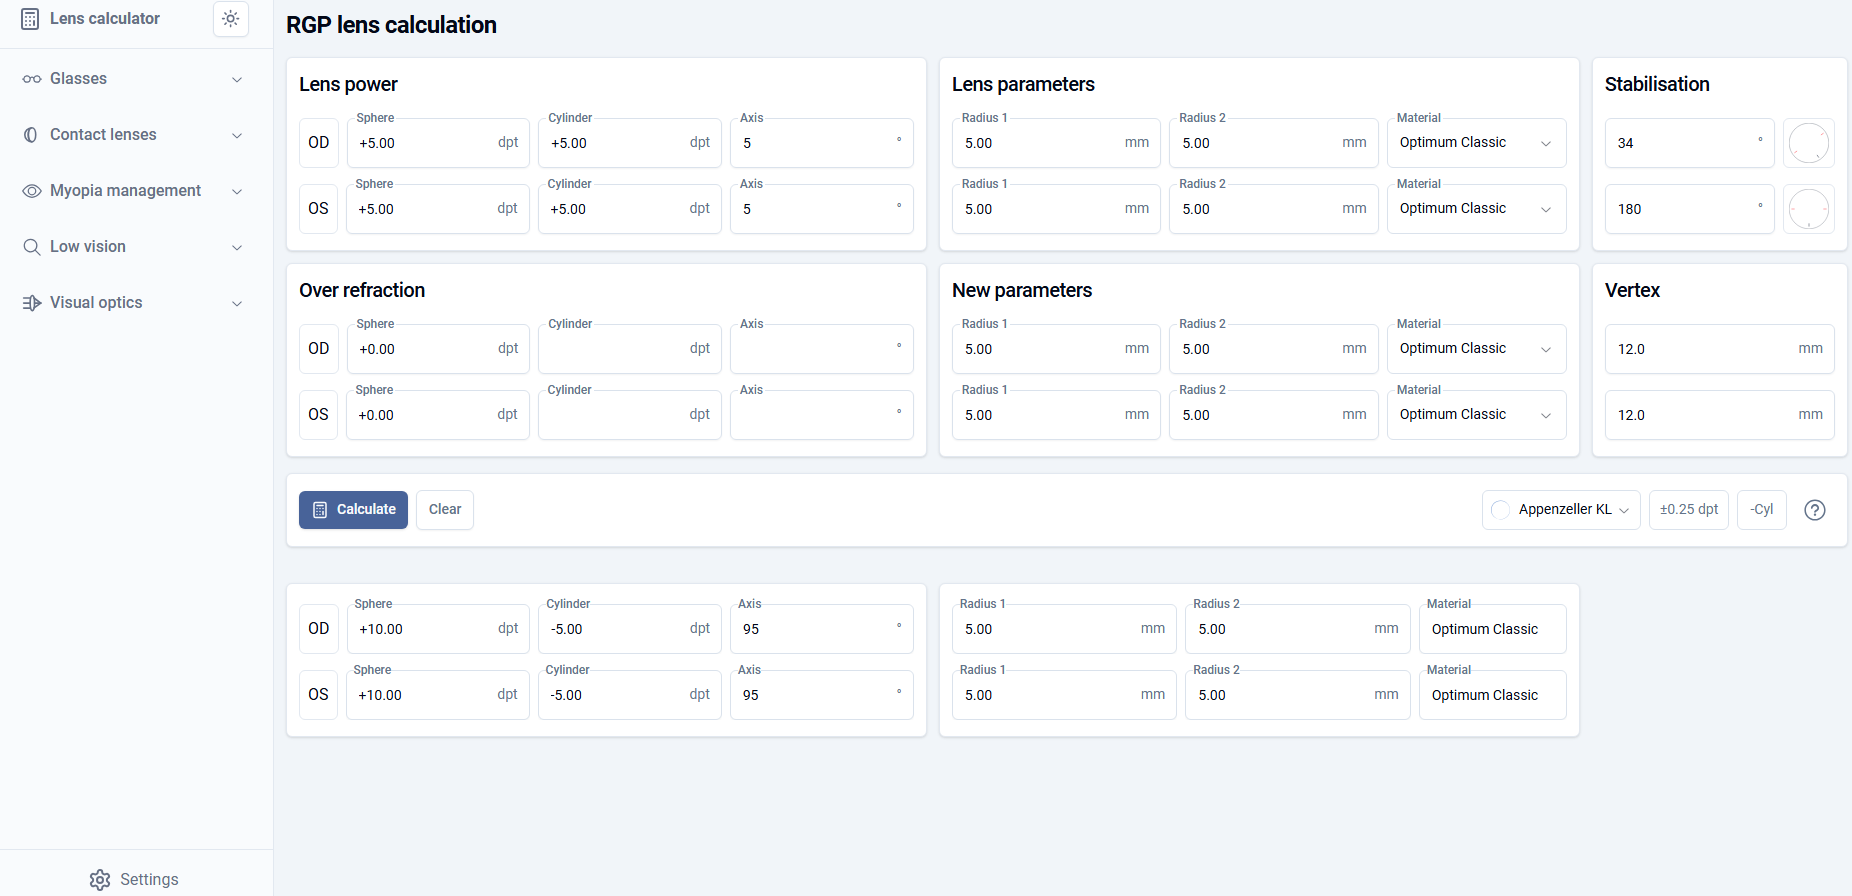 Lens calculator
Glasses
Contact lenses
Myopia management
Low vision
Visual optics
Settings
RGP lens calculation
Lens power
OD Sphere +5.00 dpt Cylinder +5.00 dpt Axis 5 °
OS Sphere +5.00 dpt Cylinder +5.00 dpt Axis 5 °
Lens parameters
Radius 1 5.00 mm Radius 2 5.00 mm Material Optimum Classic
Radius 1 5.00 mm Radius 2 5.00 mm Material Optimum Classic
Stabilisation
34 °
180 °
Over refraction
OD Sphere +0.00 dpt Cylinder dpt Axis °
OS Sphere +0.00 dpt Cylinder dpt Axis °
New parameters
Radius 1 5.00 mm Radius 2 5.00 mm Material Optimum Classic
Radius 1 5.00 mm Radius 2 5.00 mm Material Optimum Classic
Vertex
12.0 mm
12.0 mm
Calculate Clear Appenzeller KL ±0.25 dpt -Cyl ?
OD Sphere +10.00 dpt Cylinder -5.00 dpt Axis 95 °
OS Sphere +10.00 dpt Cylinder -5.00 dpt Axis 95 °
Radius 1 5.00 mm Radius 2 5.00 mm Material Optimum Classic
Radius 1 5.00 mm Radius 2 5.00 mm Material Optimum Classic